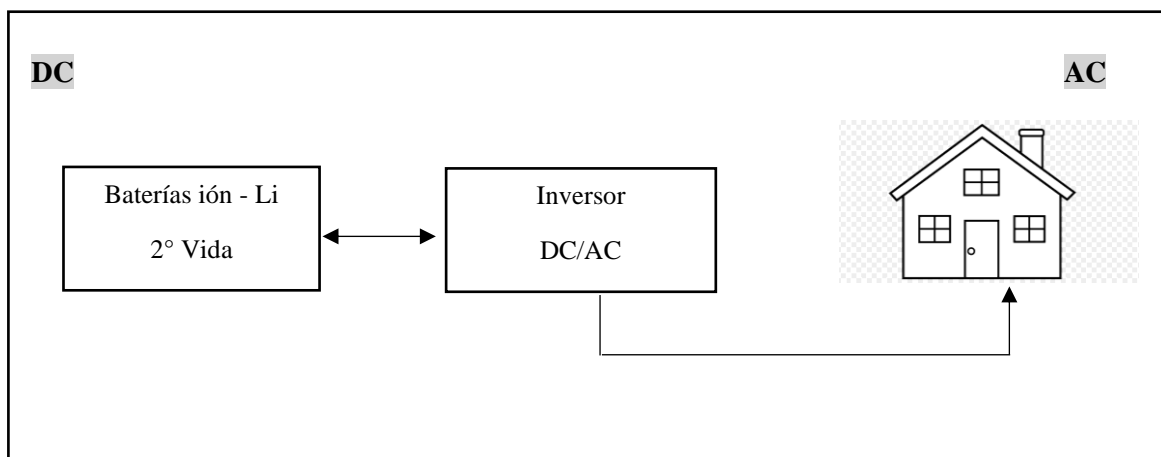 DC
AC
Baterías ión - Li
2° Vida
Inversor
DC/AC